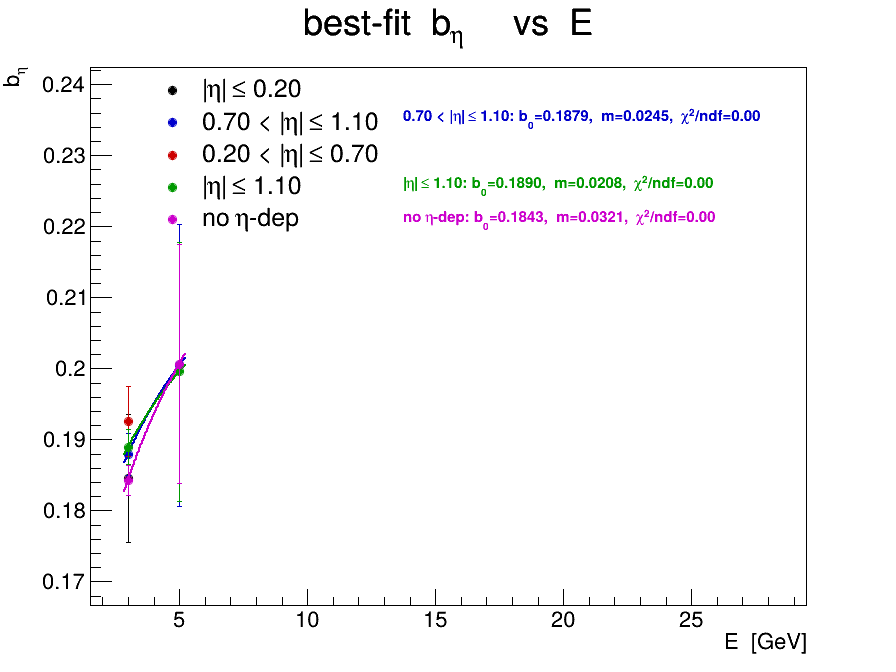 best-fit b_η vs E
b_η
0.24
0.23
0.22
0.21
0.2
0.19
0.18
0.17
|η| ≤ 0.20
0.70 < |η| ≤ 1.10
0.20 < |η| ≤ 0.70
|η| ≤ 1.10
no η-dep
0.70 < |η| ≤ 1.10: b_0=0.1879, m=0.0245, χ²/ndf=0.00
|η| ≤ 1.10: b_0=0.1890, m=0.0208, χ²/ndf=0.00
no η-dep: b_0=0.1843, m=0.0321, χ²/ndf=0.00
5 10 15 20 25
E [GeV]